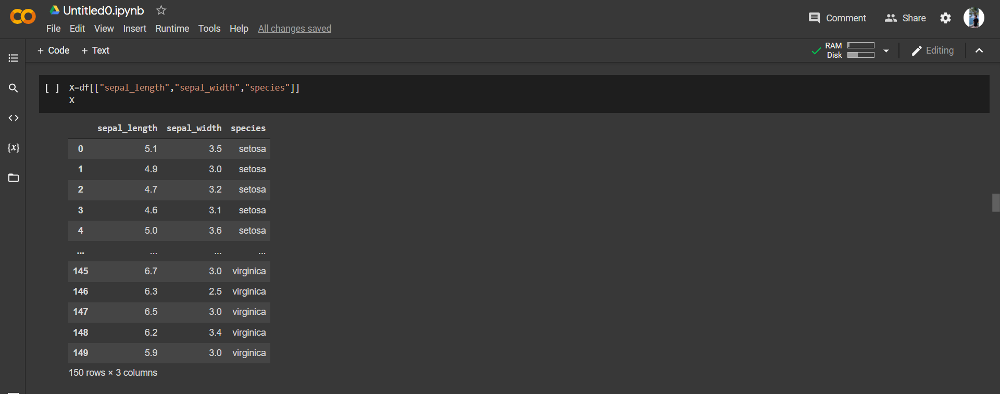 Untitled0.ipynb
File Edit View Insert Runtime Tools Help All changes saved
Comment Share
+ Code + Text
RAM
Disk
Editing
{x}
[ ] X=df[["sepal_length","sepal_width","species"]]
X
sepal_length sepal_width species
0 5.1 3.5 setosa
1 4.9 3.0 setosa
2 4.7 3.2 setosa
3 4.6 3.1 setosa
4 5.0 3.6 setosa
... ... ... ...
145 6.7 3.0 virginica
146 6.3 2.5 virginica
147 6.5 3.0 virginica
148 6.2 3.4 virginica
149 5.9 3.0 virginica
150 rows × 3 columns